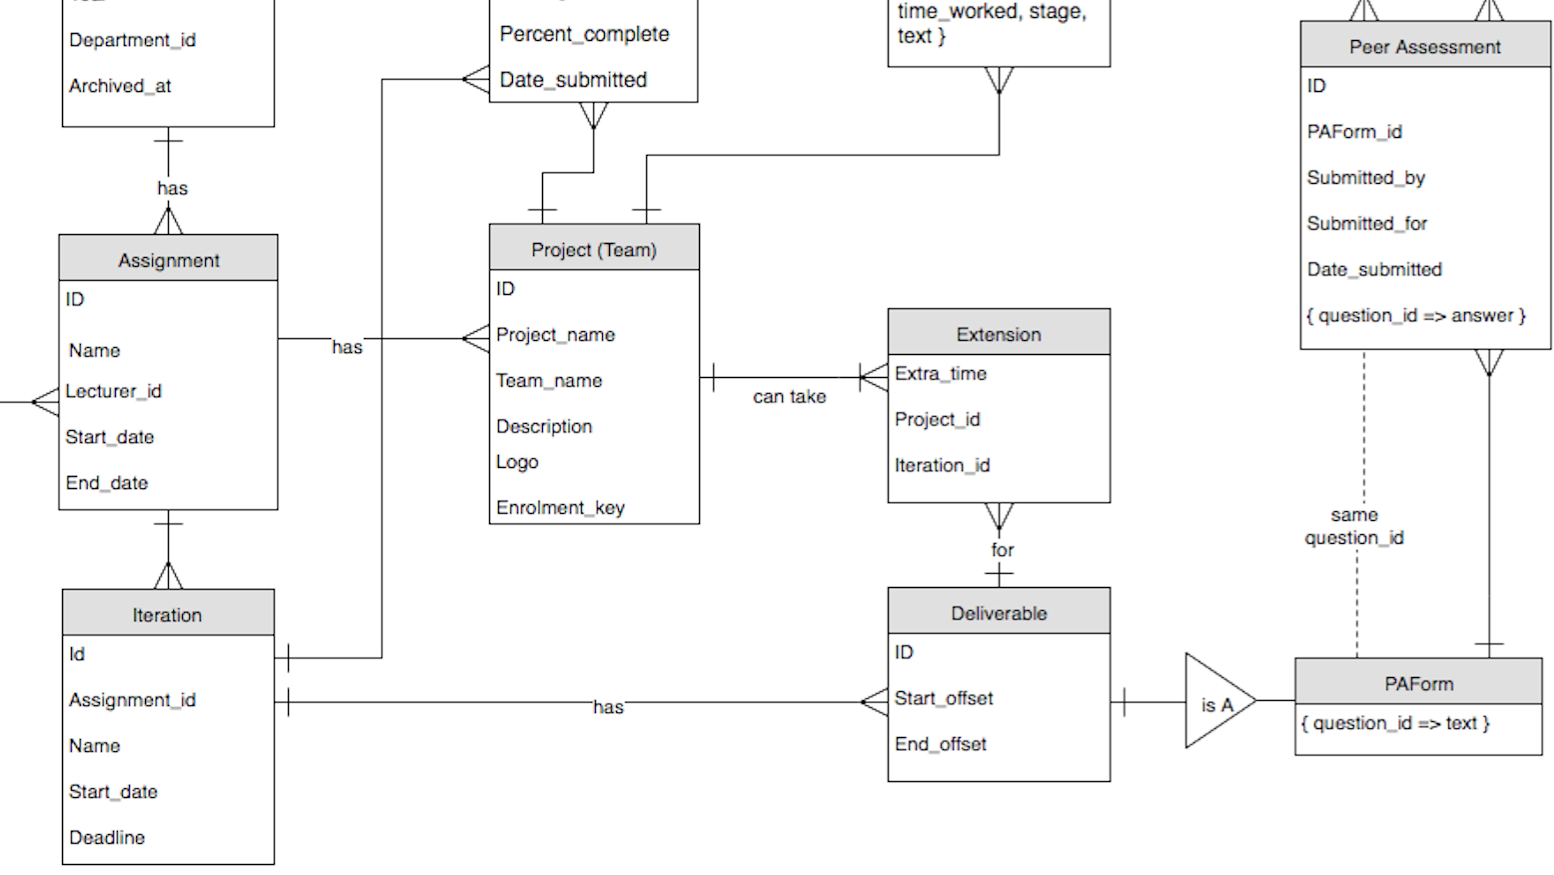 Department_id
Archived_at
has
Assignment
ID
Name
Lecturer_id
Start_date
End_date
Iteration
Id
Assignment_id
Name
Start_date
Deadline
Percent_complete
Date_submitted
has
Project (Team)
ID
Project_name
Team_name
Description
Logo
Enrolment_key
can take
has
time_worked, stage,
text }
Extension
Extra_time
Project_id
Iteration_id
for
Deliverable
ID
Start_offset
End_offset
is A
Peer Assessment
ID
PAForm_id
Submitted_by
Submitted_for
Date_submitted
{ question_id => answer }
same
question_id
PAForm
{ question_id => text }